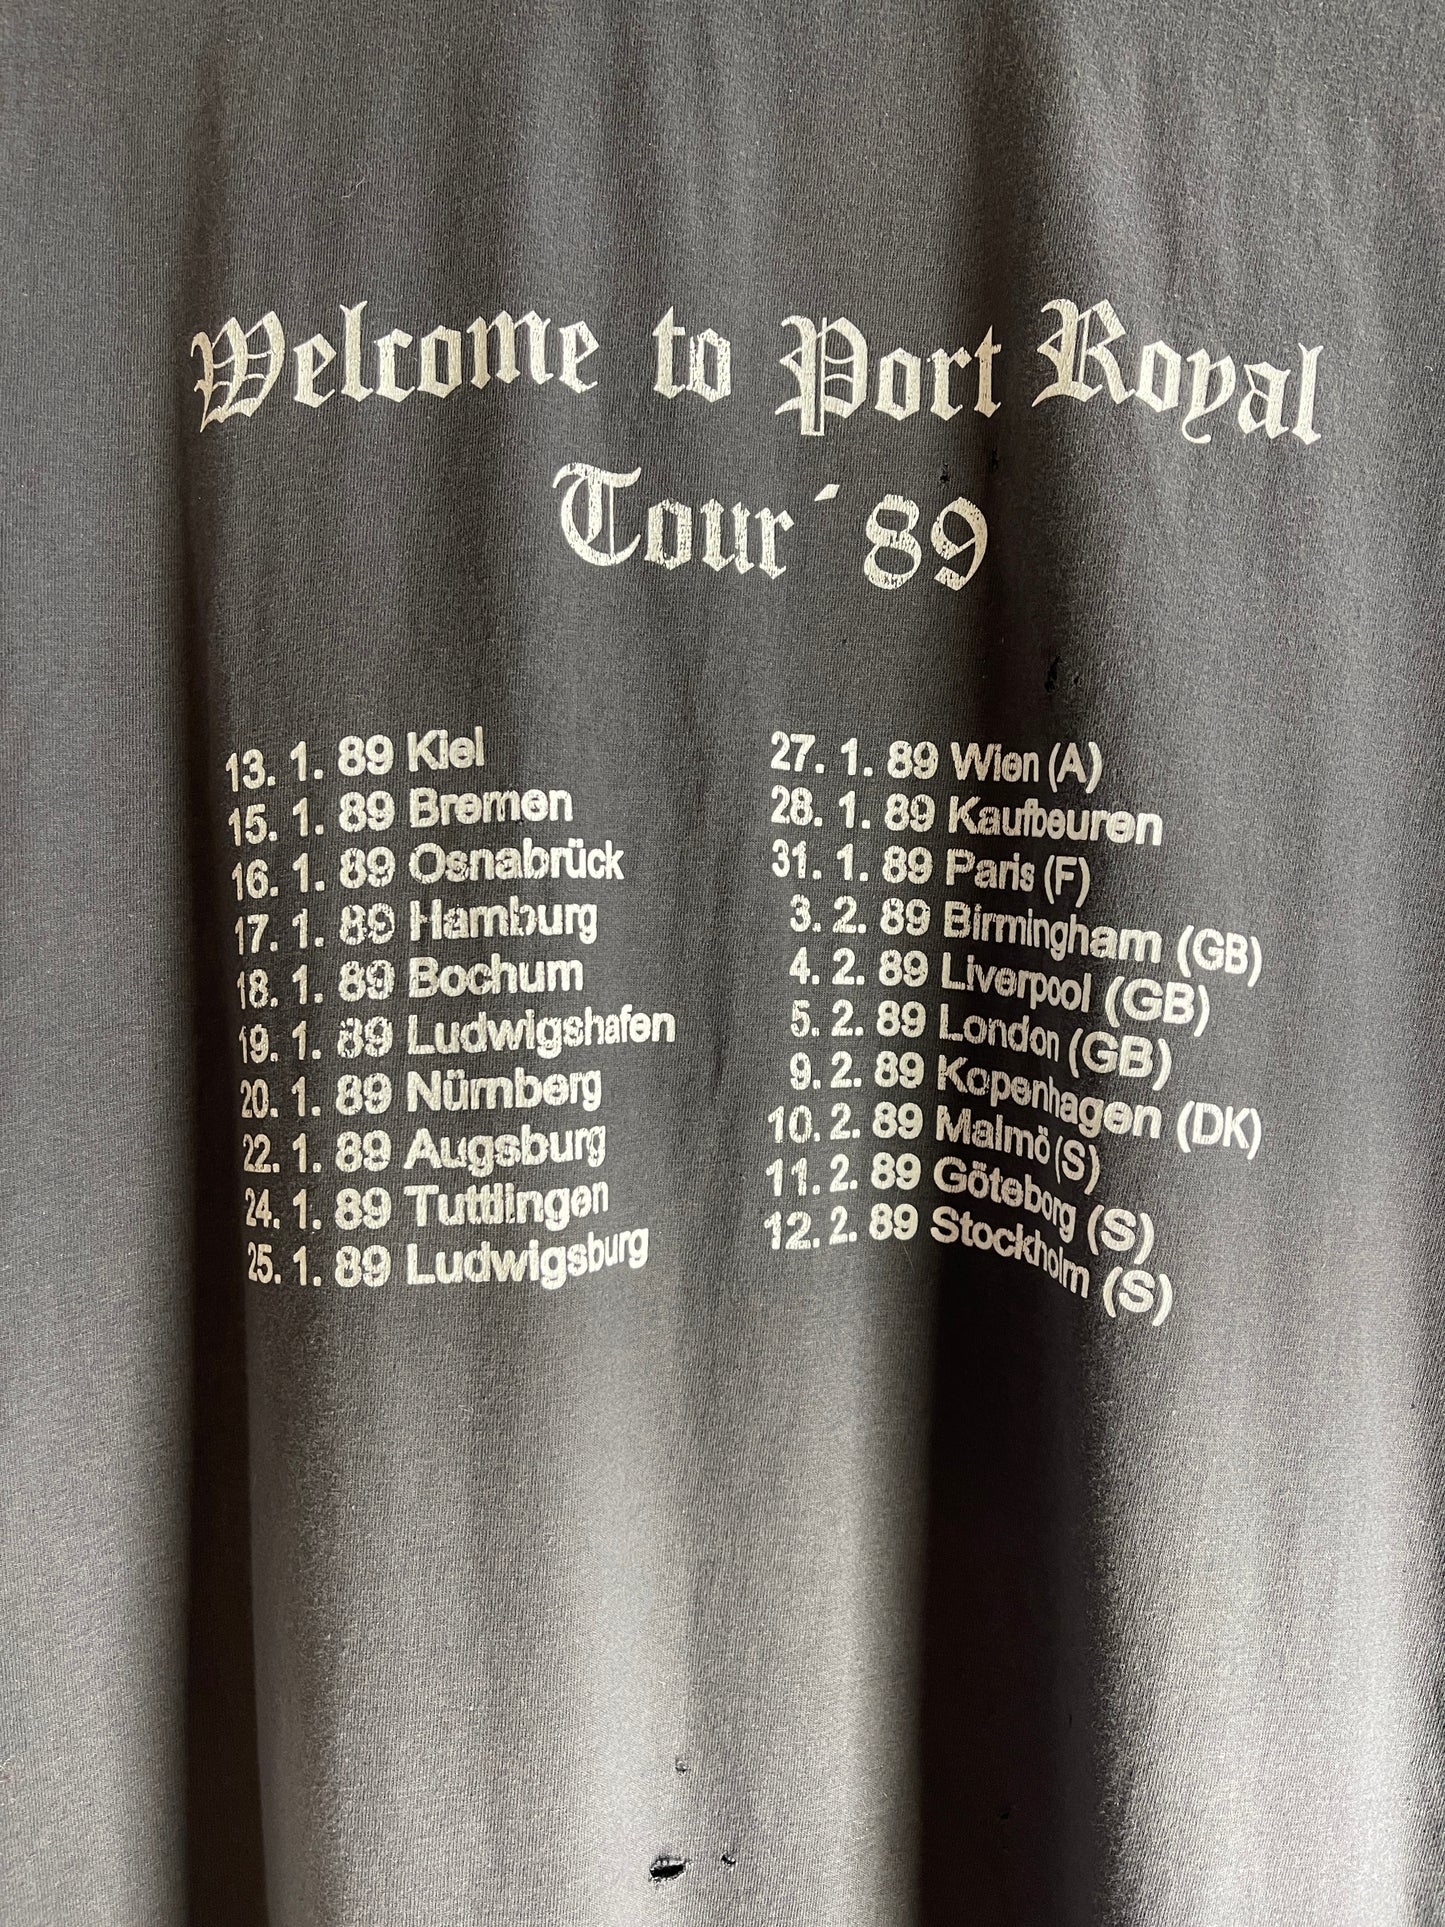 Welcome to Port Royal
Tour ´89
13. 1. 89 Kiel
15. 1. 89 Bremen
16. 1. 89 Osnabrück
17. 1. 89 Hamburg
18. 1. 89 Bochum
19. 1. 89 Ludwigshafen
20. 1. 89 Nürnberg
22. 1. 89 Augsburg
24. 1. 89 Tuttlingen
25. 1. 89 Ludwigsburg
27. 1. 89 Wien (A)
28. 1. 89 Kaufbeuren
31. 1. 89 Paris (F)
3. 2. 89 Birmingham (GB)
4. 2. 89 Liverpool (GB)
5. 2. 89 London (GB)
9. 2. 89 Kopenhagen (DK)
10. 2. 89 Malmö (S)
11. 2. 89 Göteborg (S)
12. 2. 89 Stockholm (S)